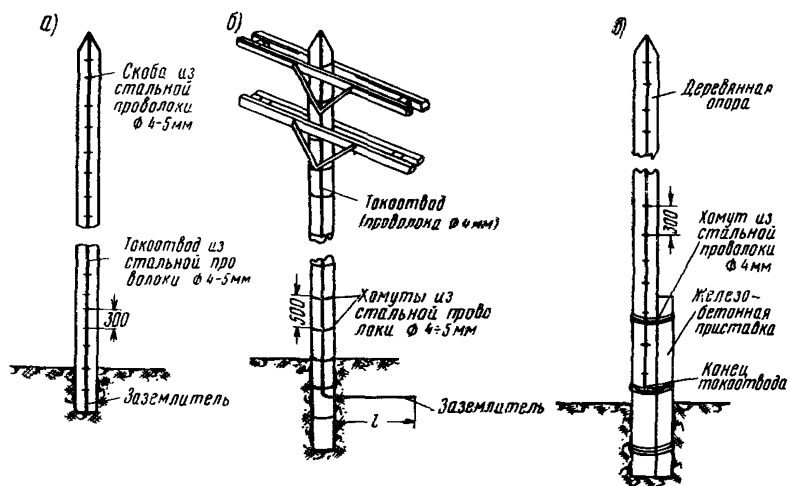 а)
Скоба из
стальной
проволоки
ϕ 4-5мм
Токоотвод из
стальной про
волоки ϕ 4-5мм
300
Заземлитель
б)
Токоотвод
(проволока ϕ 4мм)
500
Хомуты из
стальной прово
локи ϕ 4÷5мм
Заземлитель
l
в)
Деревянная
опора
300
Хомут из
стальной
проволоки
ϕ 4мм
Железо-
бетонная
приставка
Конец
токоотвода